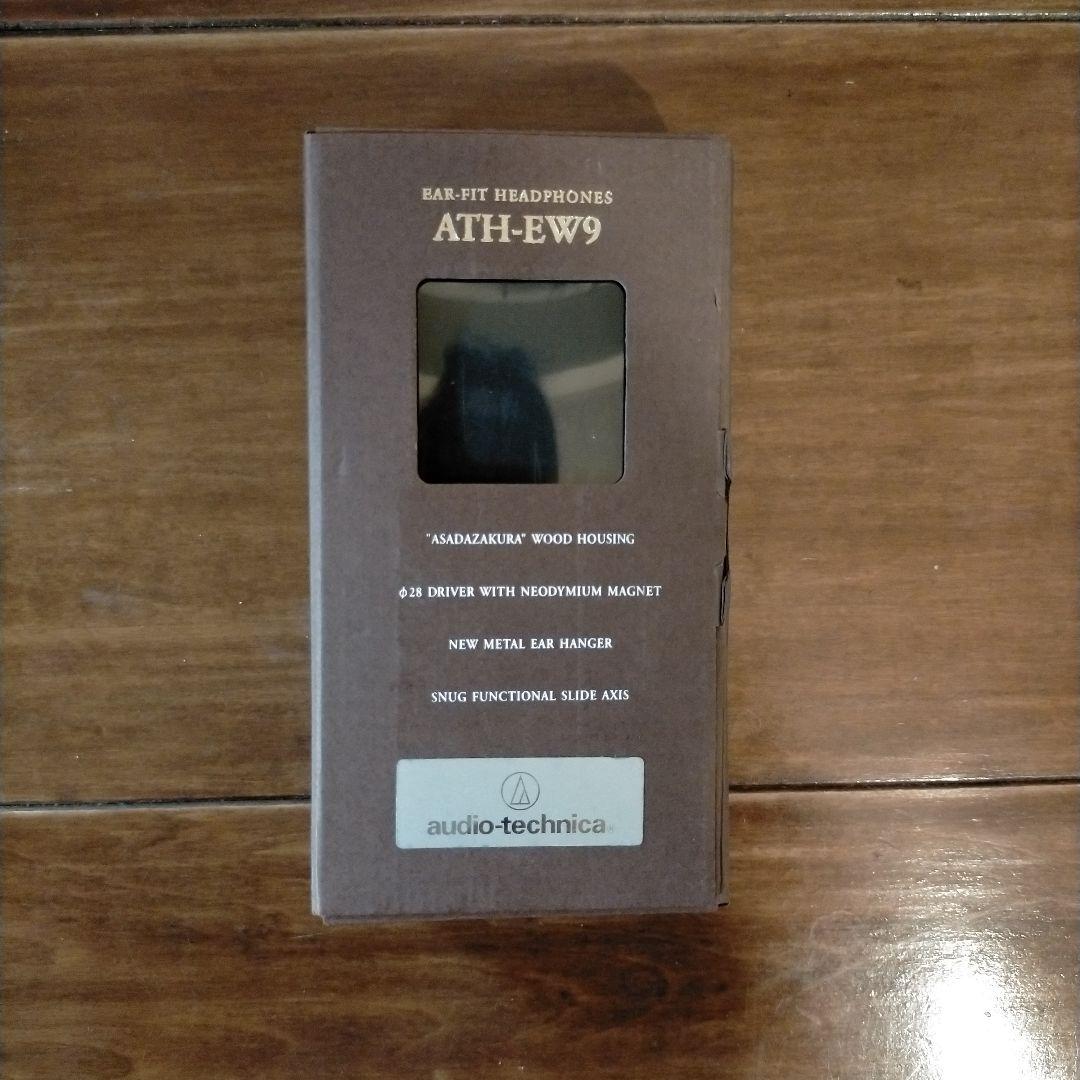 EAR-FIT HEADPHONES
ATH-EW9
"ASADAZAKURA" WOOD HOUSING
φ28 DRIVER WITH NEODYMIUM MAGNET
NEW METAL EAR HANGER
SNUG FUNCTIONAL SLIDE AXIS
audio-technica®